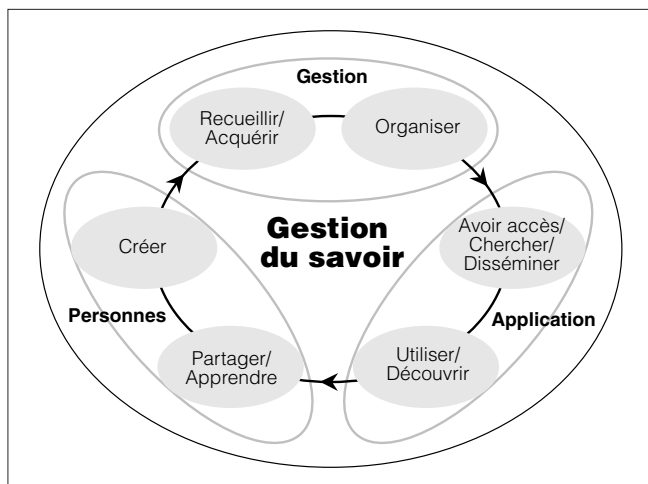 Gestion
Recueillir/
Acquérir
Organiser
Créer
Gestion
du savoir
Avoir accès/
Chercher/
Disséminer
Personnes
Application
Partager/
Apprendre
Utiliser/
Découvrir